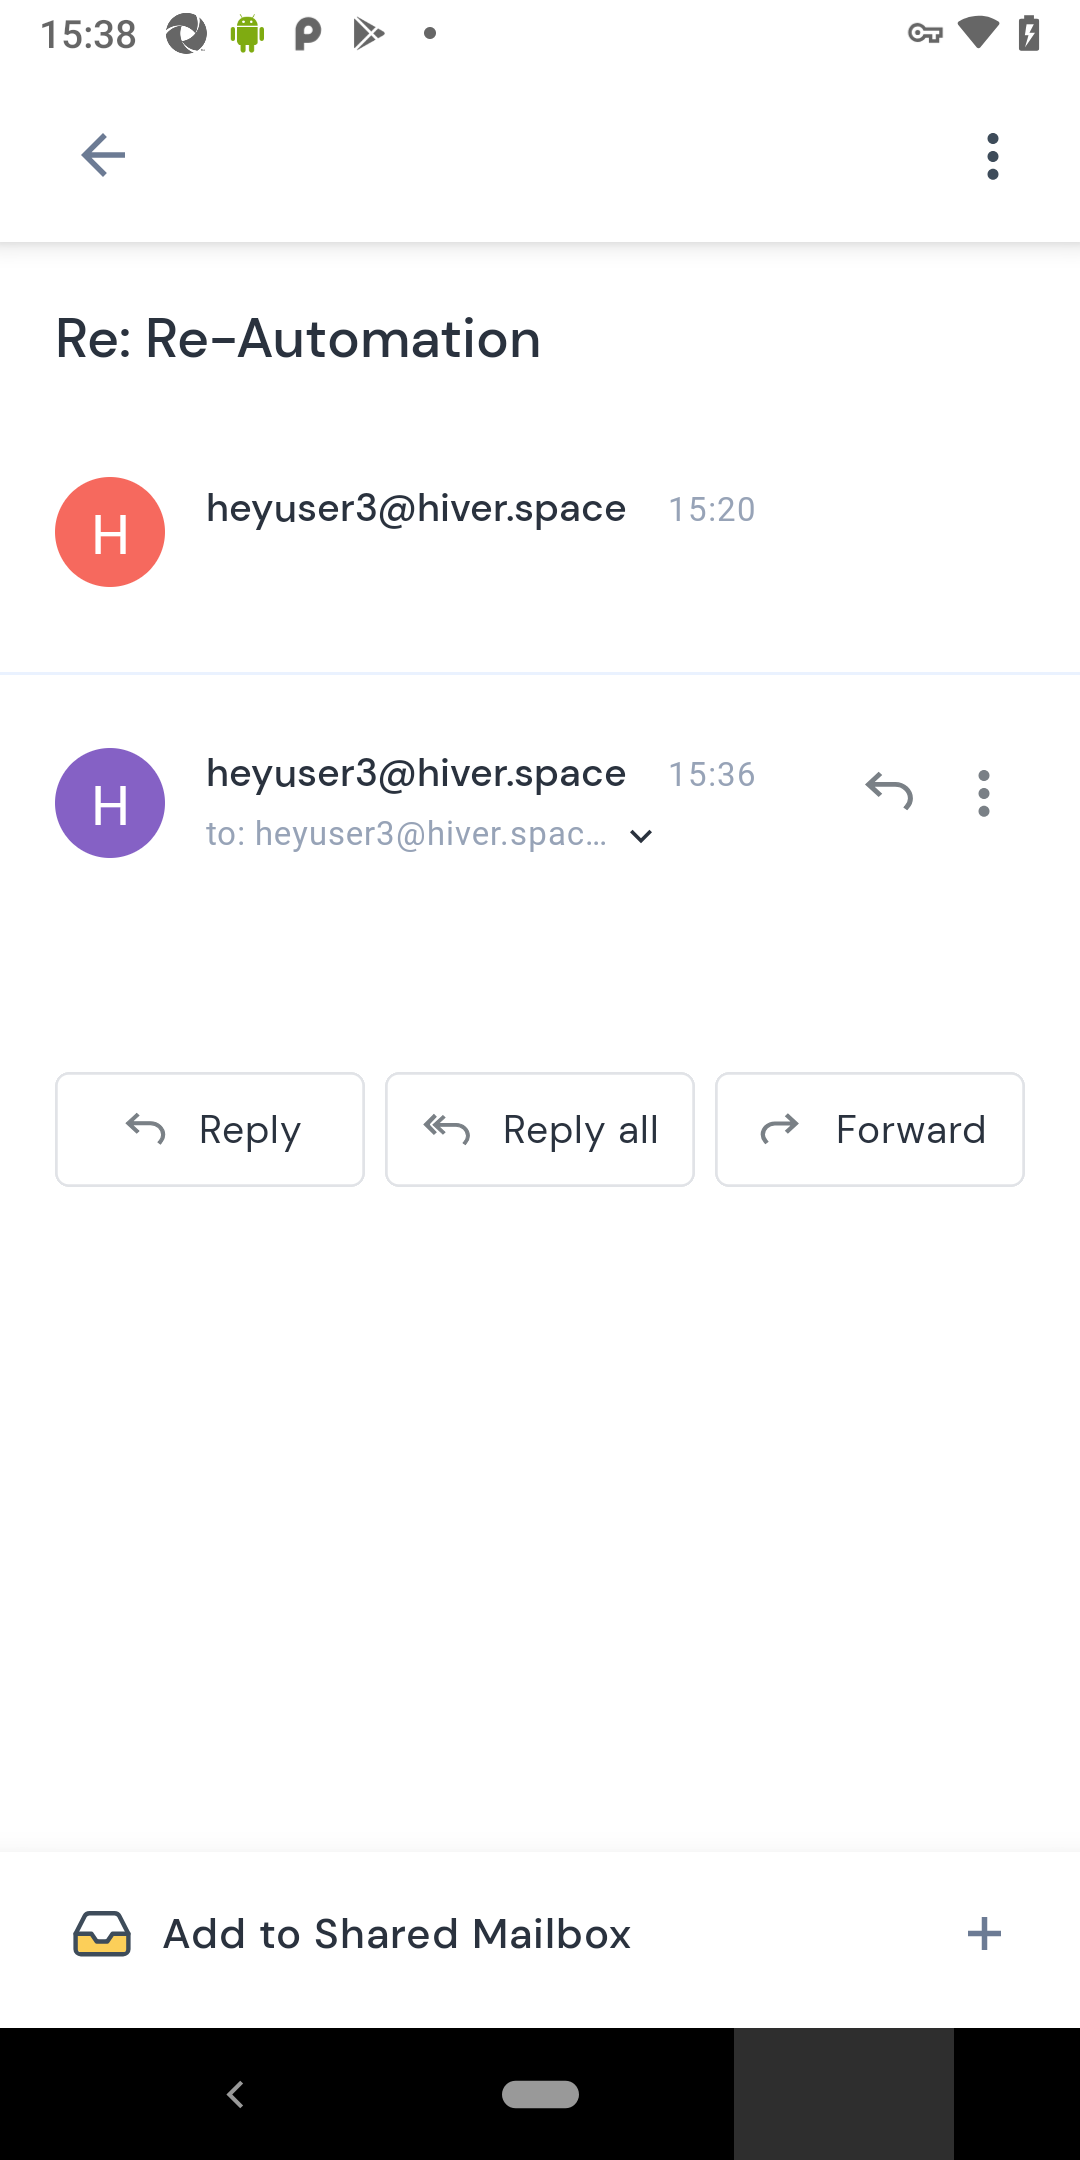 15:38
Re: Re-Automation
H
heyuser3@hiver.space 15:20
H
heyuser3@hiver.space 15:36
to: heyuser3@hiver.spac...
Reply
Reply all
Forward
Add to Shared Mailbox